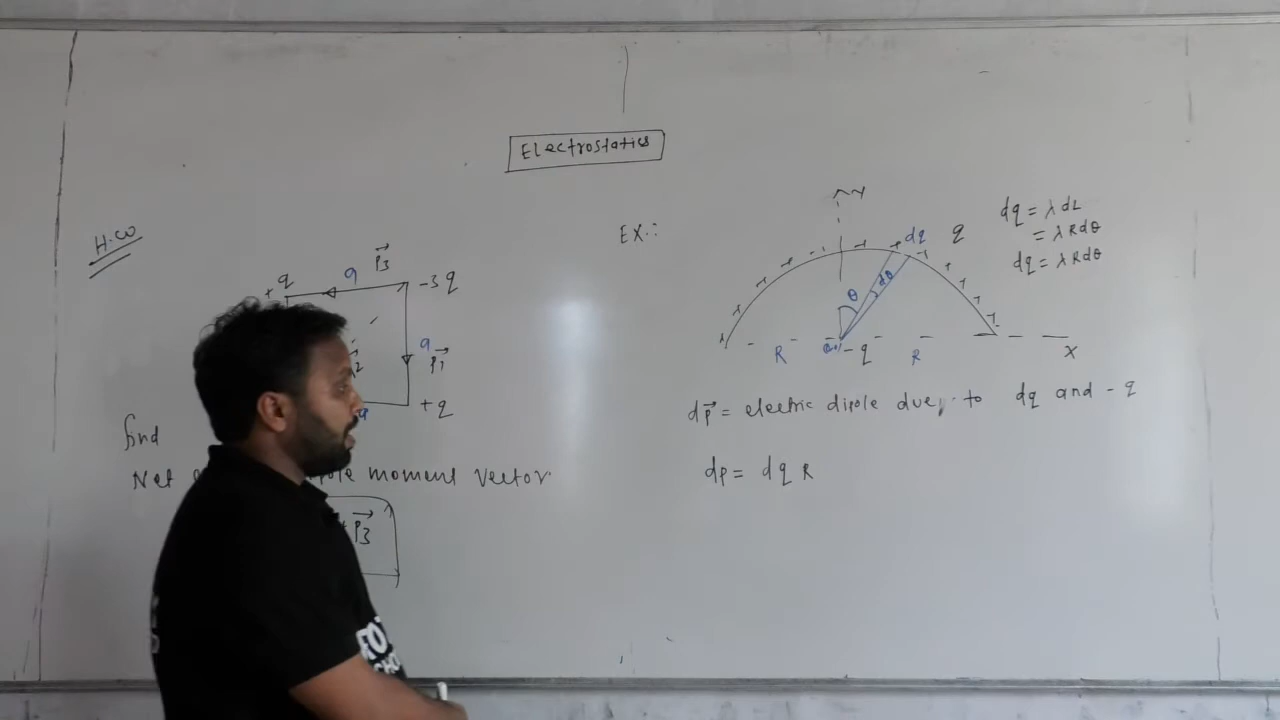 Electrostatics
H.W
+q
a
P3
-3q
a
P1
+q
find
Net moment vector
P3
EX:
y
dq
q
dq = λ dL
= λ R dθ
dq = λ R dθ
θ
dθ
R
-q
R
x
dp = electric dipole due to dq and -q
dp = dq R